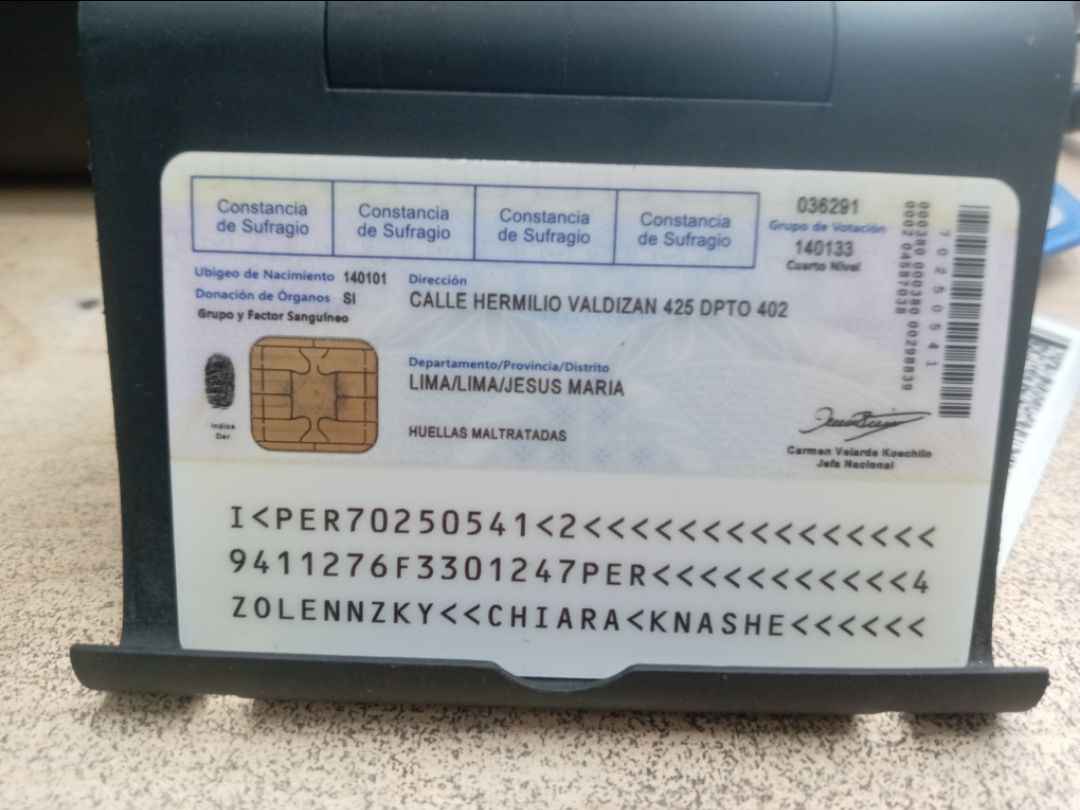 Constancia de Sufragio
Constancia de Sufragio
Constancia de Sufragio
Constancia de Sufragio
036291
Grupo de Votación
140133
Cuarto Nivel
Ubigeo de Nacimiento 140101
Donación de Órganos SI
Grupo y Factor Sanguíneo
Dirección
CALLE HERMILIO VALDIZAN 425 DPTO 402
Departamento/Provincia/Distrito
LIMA/LIMA/JESUS MARIA
HUELLAS MALTRATADAS
Indice
Der.
Carmen Velarde Koechlin
Jefa Nacional
70250541
I<PER70250541<2<<<<<<<<<<<<<<<
9411276F3301247PER<<<<<<<<<<<4
ZOLENNZKY<<CHIARA<KNASHE<<<<<<